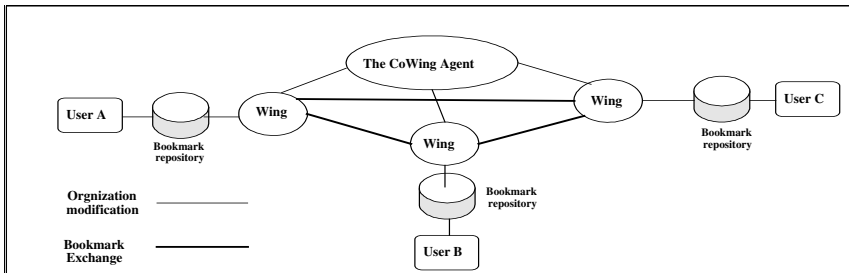 The CoWing Agent
User A
Wing
Wing
User C
Bookmark
repository
Bookmark
repository
Wing
Bookmark
repository
Orgnization
modification
Bookmark
Exchange
User B